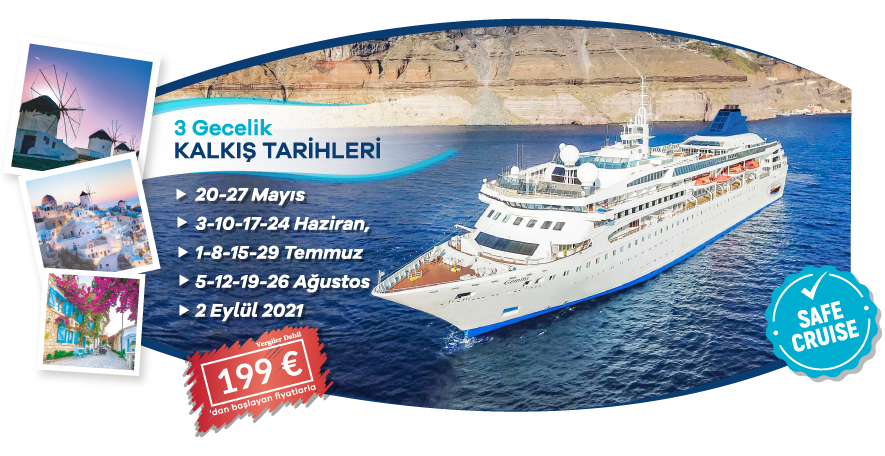 3 Gecelik
KALKIŞ TARİHLERİ
20-27 Mayıs
3-10-17-24 Haziran,
1-8-15-29 Temmuz
5-12-19-26 Ağustos
2 Eylül 2021
Vergiler Dahil
199 €
'dan başlayan fiyatlarla
Gemini
SAFE
CRUISE